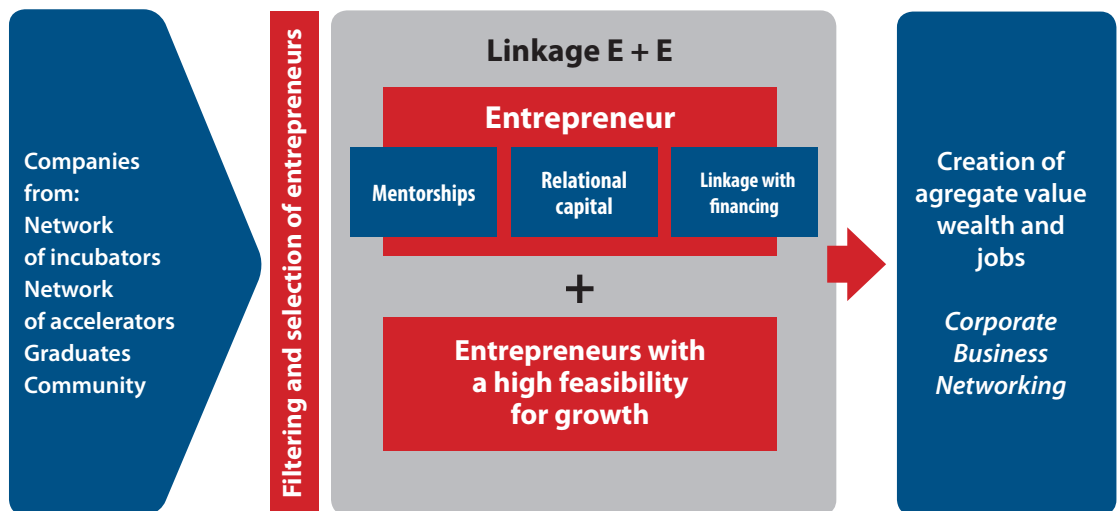 Companies
from:
Network
of incubators
Network
of accelerators
Graduates
Community
Filtering and selection of entrepreneurs
Linkage E + E
Entrepreneur
Mentorships
Relational
capital
Linkage with
financing
+
Entrepreneurs with
a high feasibility
for growth
Creation of
agregate value
wealth and
jobs
Corporate
Business
Networking